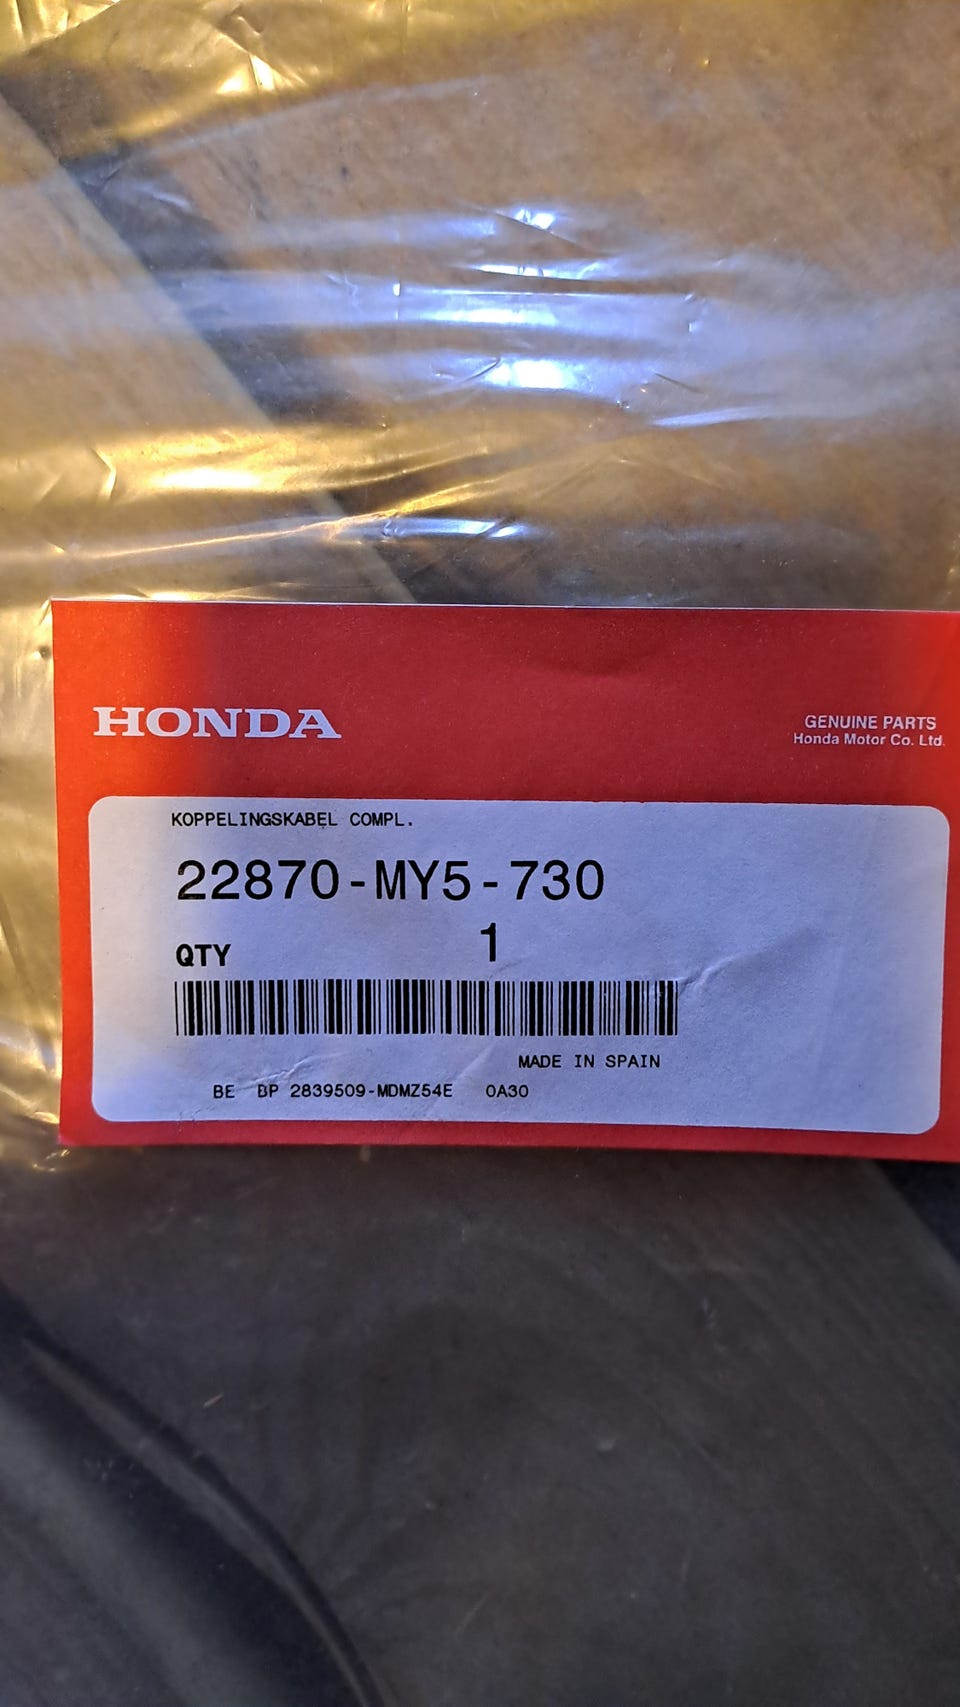 HONDA
GENUINE PARTS
Honda Motor Co. Ltd.
KOPPELINGSKABEL COMPL.
22870-MY5-730
QTY 1
MADE IN SPAIN
BE BP 2839509-MDMZ54E 0A30